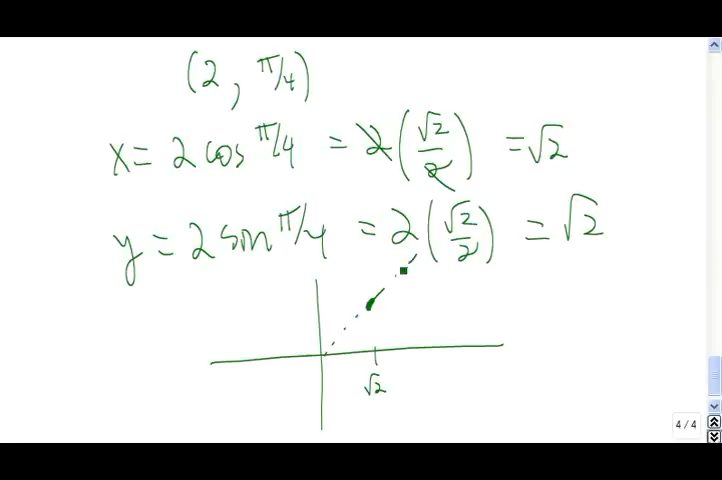 (2, π/4)
x = 2 cos π/4 = 2(√2/2) = √2
y = 2 sin π/4 = 2(√2/2) = √2
√2
4 / 4